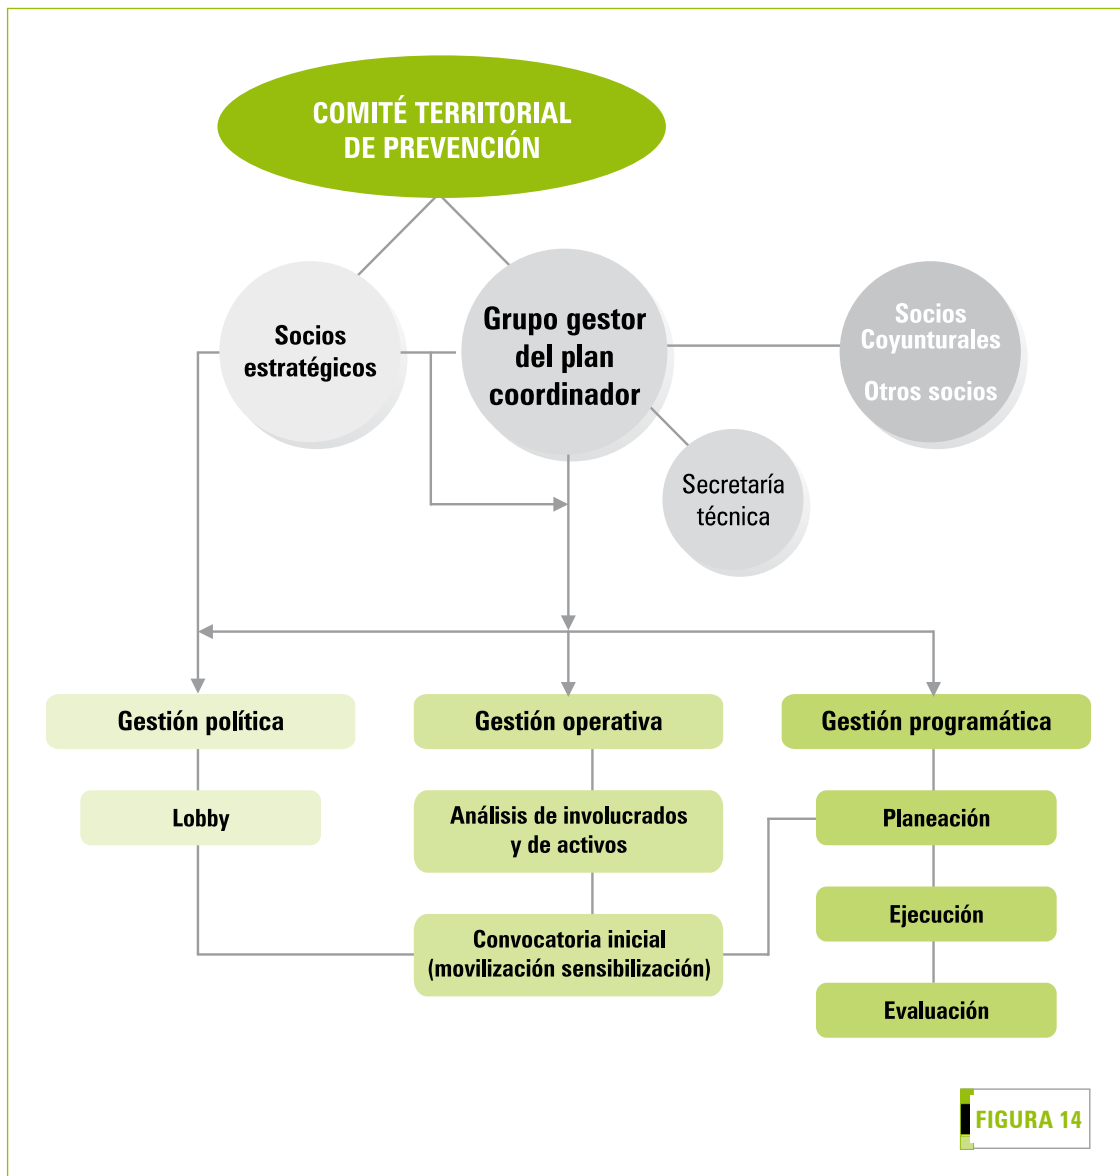 COMITÉ TERRITORIAL
DE PREVENCIÓN
Socios
estratégicos
Grupo gestor
del plan
coordinador
Socios
Coyunturales
Otros socios
Secretaría
técnica
Gestión política
Gestión operativa
Gestión programática
Lobby
Análisis de involucrados
y de activos
Planeación
Convocatoria inicial
(movilización sensibilización)
Ejecución
Evaluación
FIGURA 14